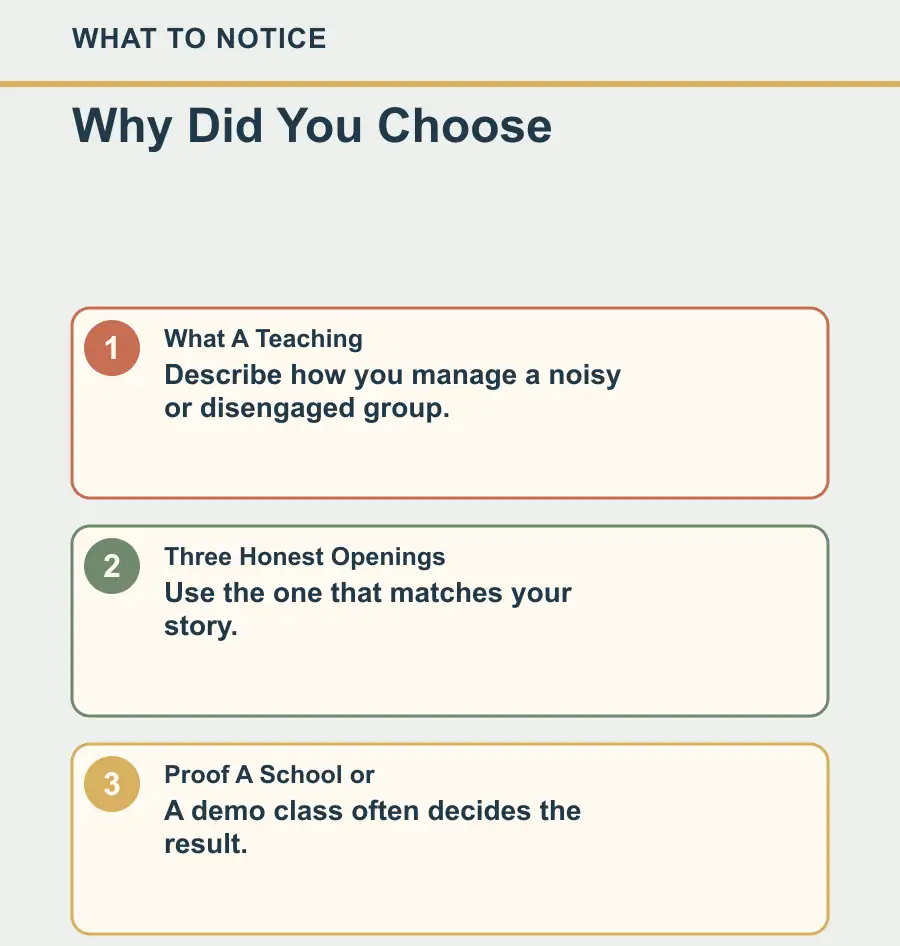 WHAT TO NOTICE
Why Did You Choose
1
What A Teaching
Describe how you manage a noisy
or disengaged group.
2
Three Honest Openings
Use the one that matches your
story.
3
Proof A School or
A demo class often decides the
result.